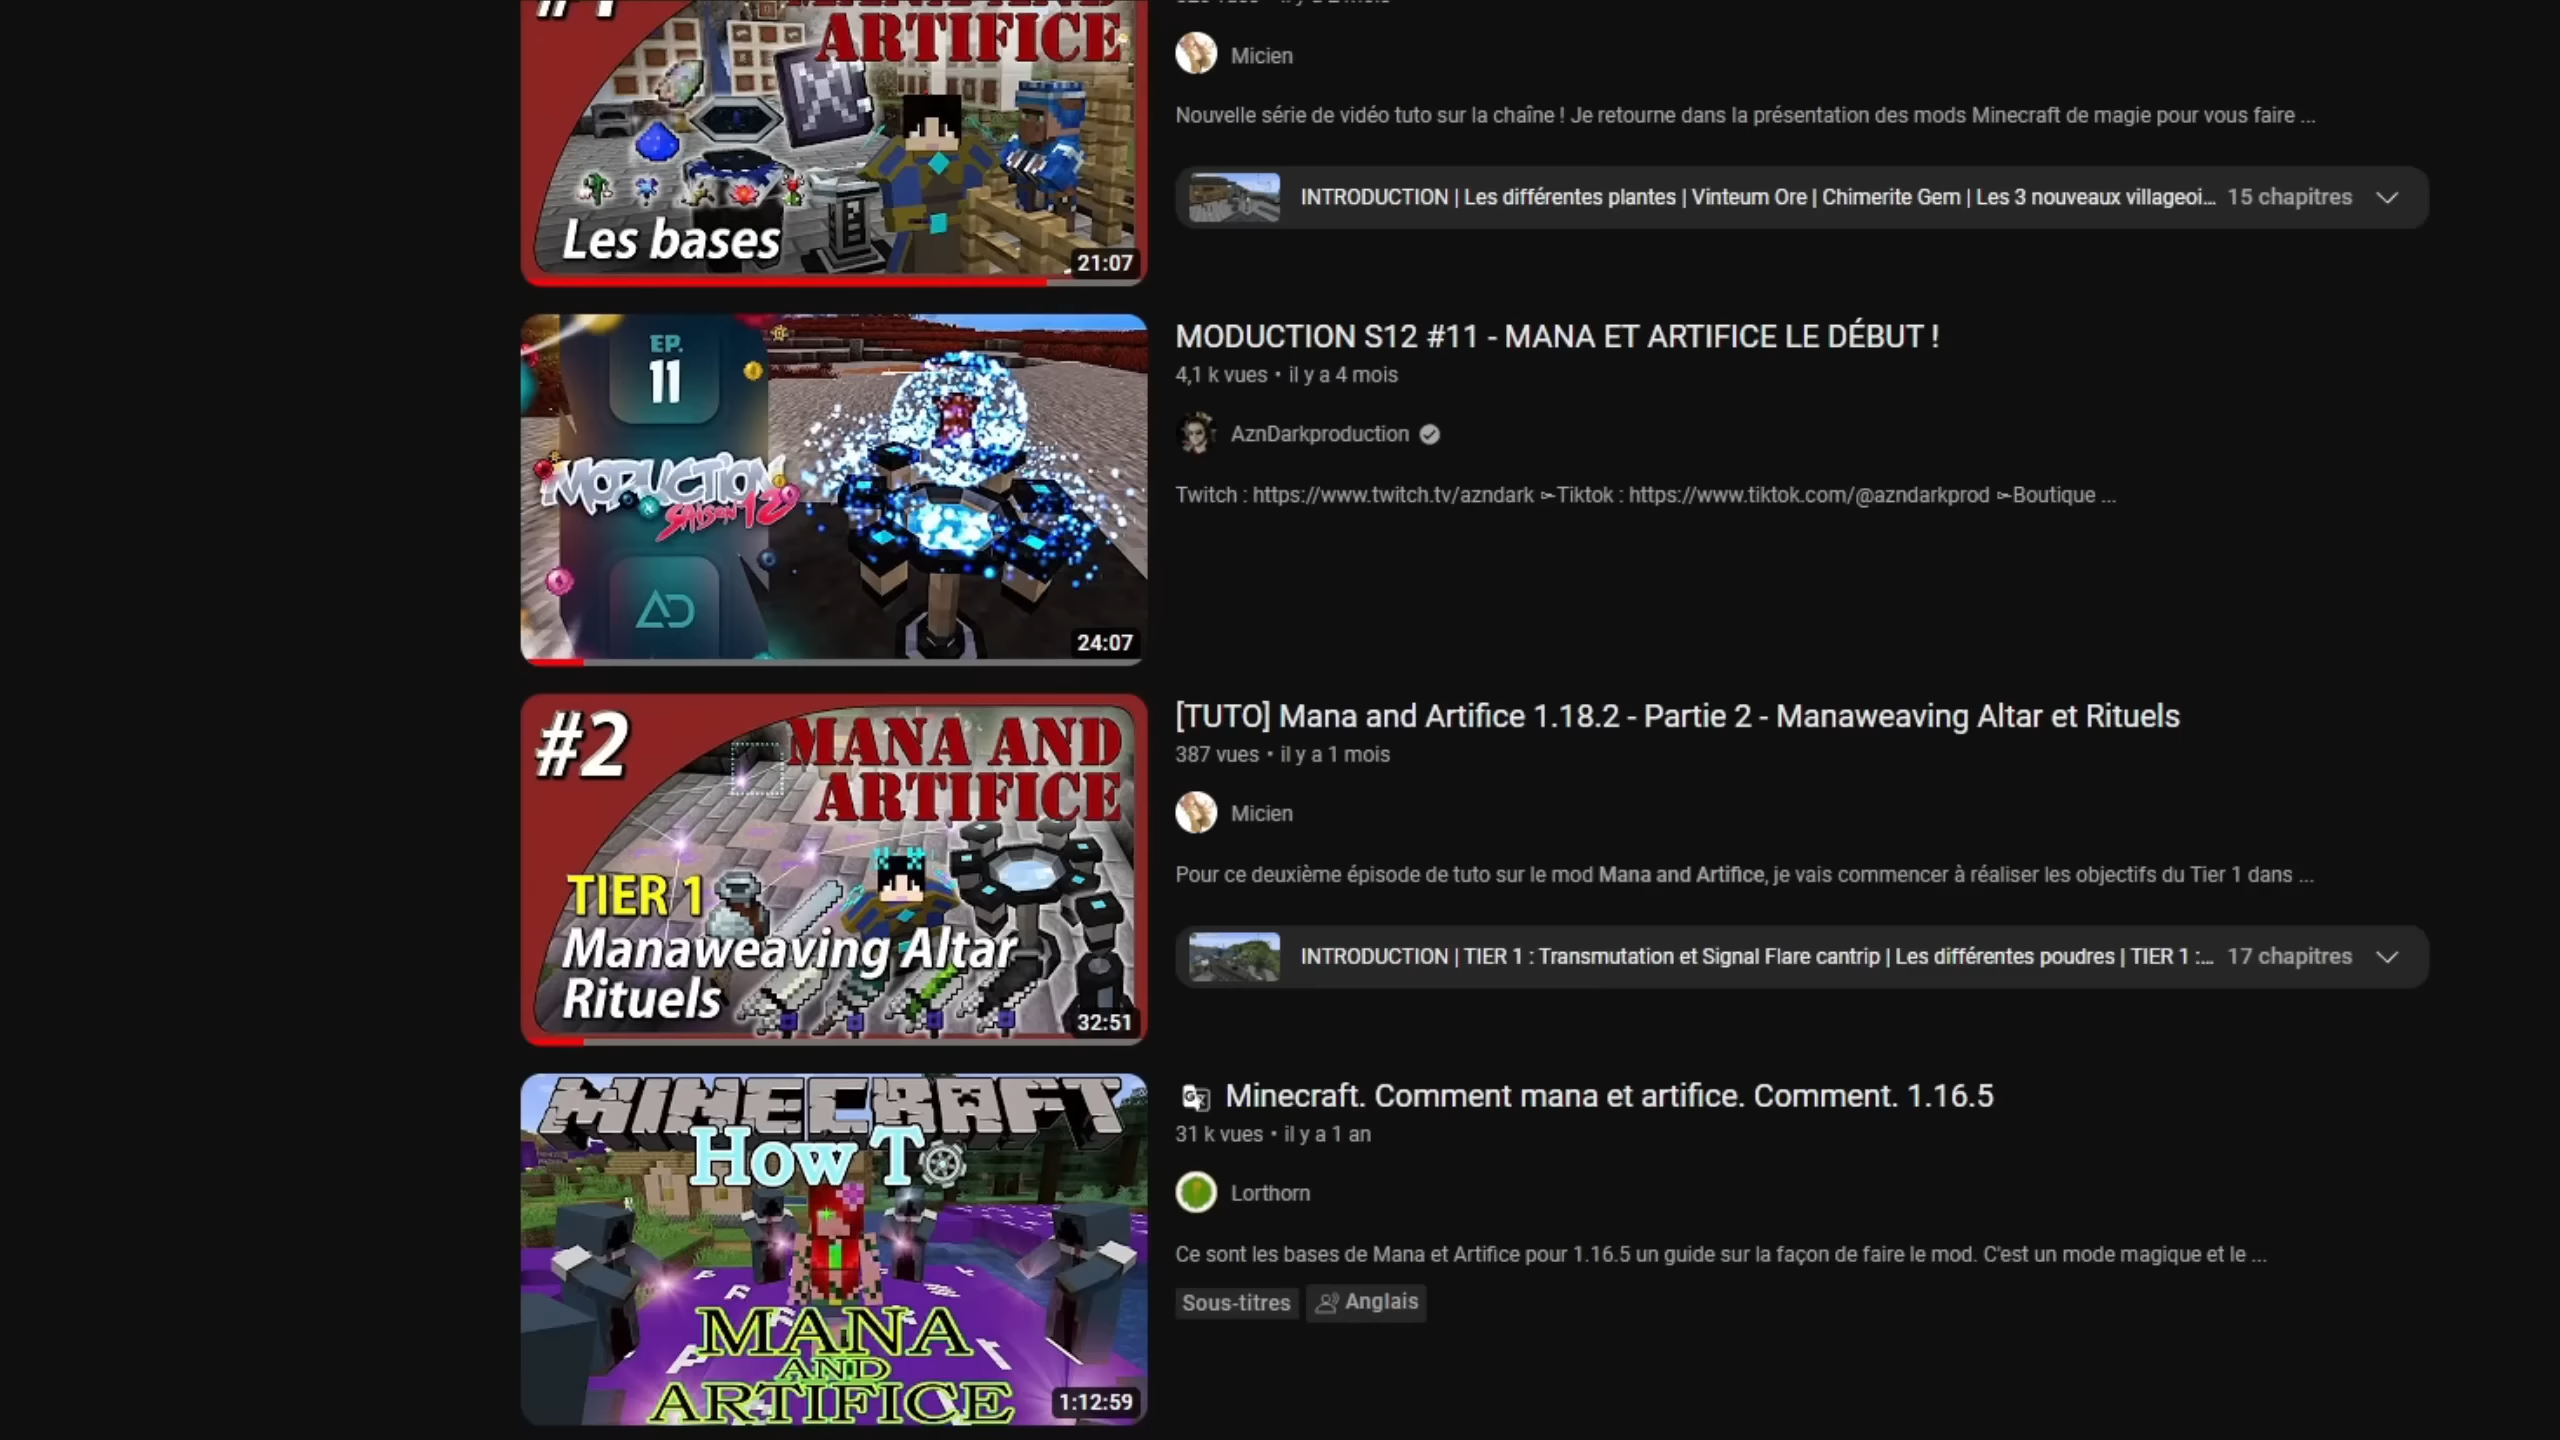 #1
MANA AND
ARTIFICE
Les bases
21:07
Micien
Nouvelle série de vidéo tuto sur la chaîne ! Je retourne dans la présentation des mods Minecraft de magie pour vous faire ...
INTRODUCTION | Les différentes plantes | Vinteum Ore | Chimerite Gem | Les 3 nouveaux villageoi... 15 chapitres
EP.
11
MODUCTION
SAISON 12
AD
24:07
MODUCTION S12 #11 - MANA ET ARTIFICE LE DÉBUT !
4,1 k vues • il y a 4 mois
AznDarkproduction
Twitch : https://www.twitch.tv/azndark ➳Tiktok : https://www.tiktok.com/@azndarkprod ➳Boutique ...
#2
MANA AND
ARTIFICE
TIER 1
Manaweaving Altar
Rituels
32:51
[TUTO] Mana and Artifice 1.18.2 - Partie 2 - Manaweaving Altar et Rituels
387 vues • il y a 1 mois
Micien
Pour ce deuxième épisode de tuto sur le mod Mana and Artifice, je vais commencer à réaliser les objectifs du Tier 1 dans ...
INTRODUCTION | TIER 1 : Transmutation et Signal Flare cantrip | Les différentes poudres | TIER 1 :... 17 chapitres
MINECRAFT
How To
MANA
AND
ARTIFICE
1:12:59
Minecraft. Comment mana et artifice. Comment. 1.16.5
31 k vues • il y a 1 an
Lorthorn
Ce sont les bases de Mana et Artifice pour 1.16.5 un guide sur la façon de faire le mod. C'est un mode magique et le ...
Sous-titres Anglais